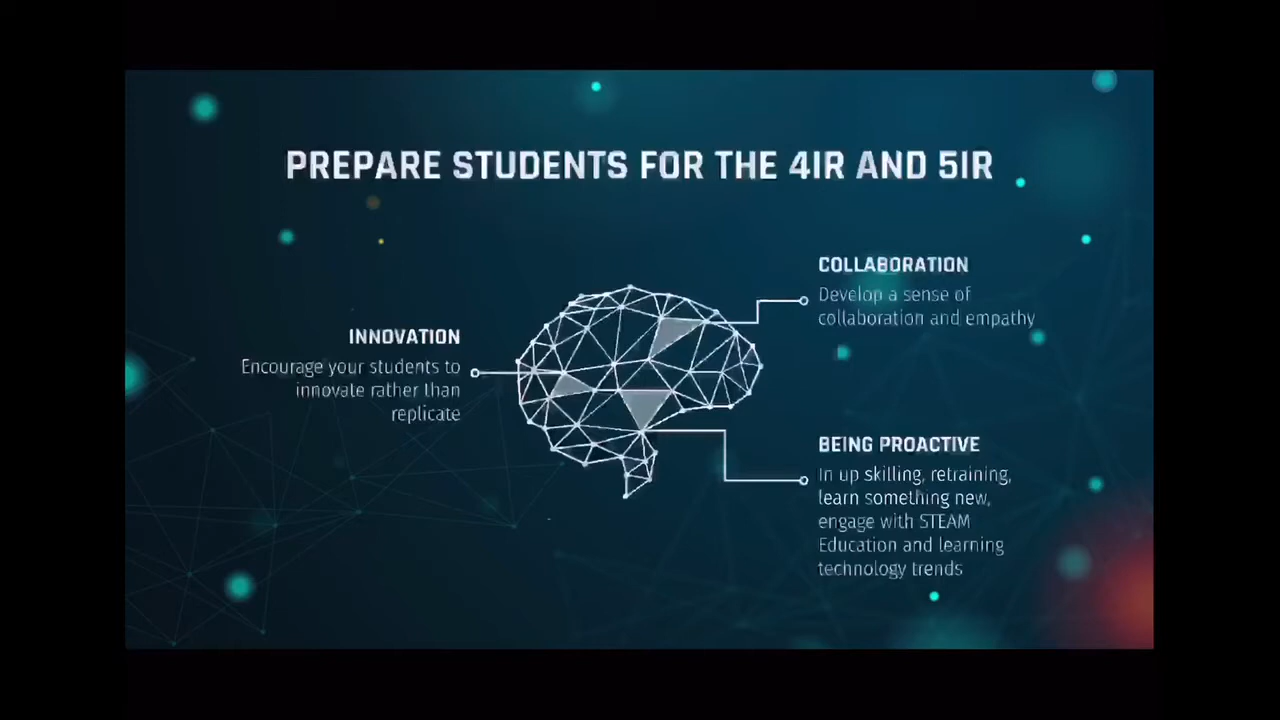 PREPARE STUDENTS FOR THE 4IR AND 5IR
INNOVATION
Encourage your students to
innovate rather than
replicate
COLLABORATION
Develop a sense of
collaboration and empathy
BEING PROACTIVE
In up skilling, retraining,
learn something new,
engage with STEAM
Education and learning
technology trends